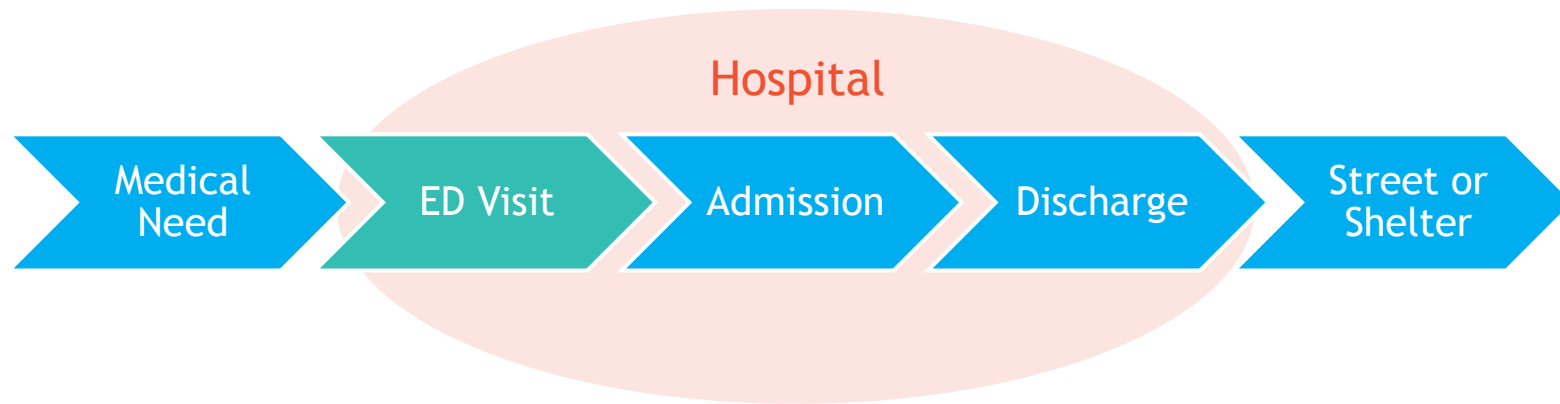 Hospital
Medical
Need
ED Visit
Admission
Discharge
Street or
Shelter